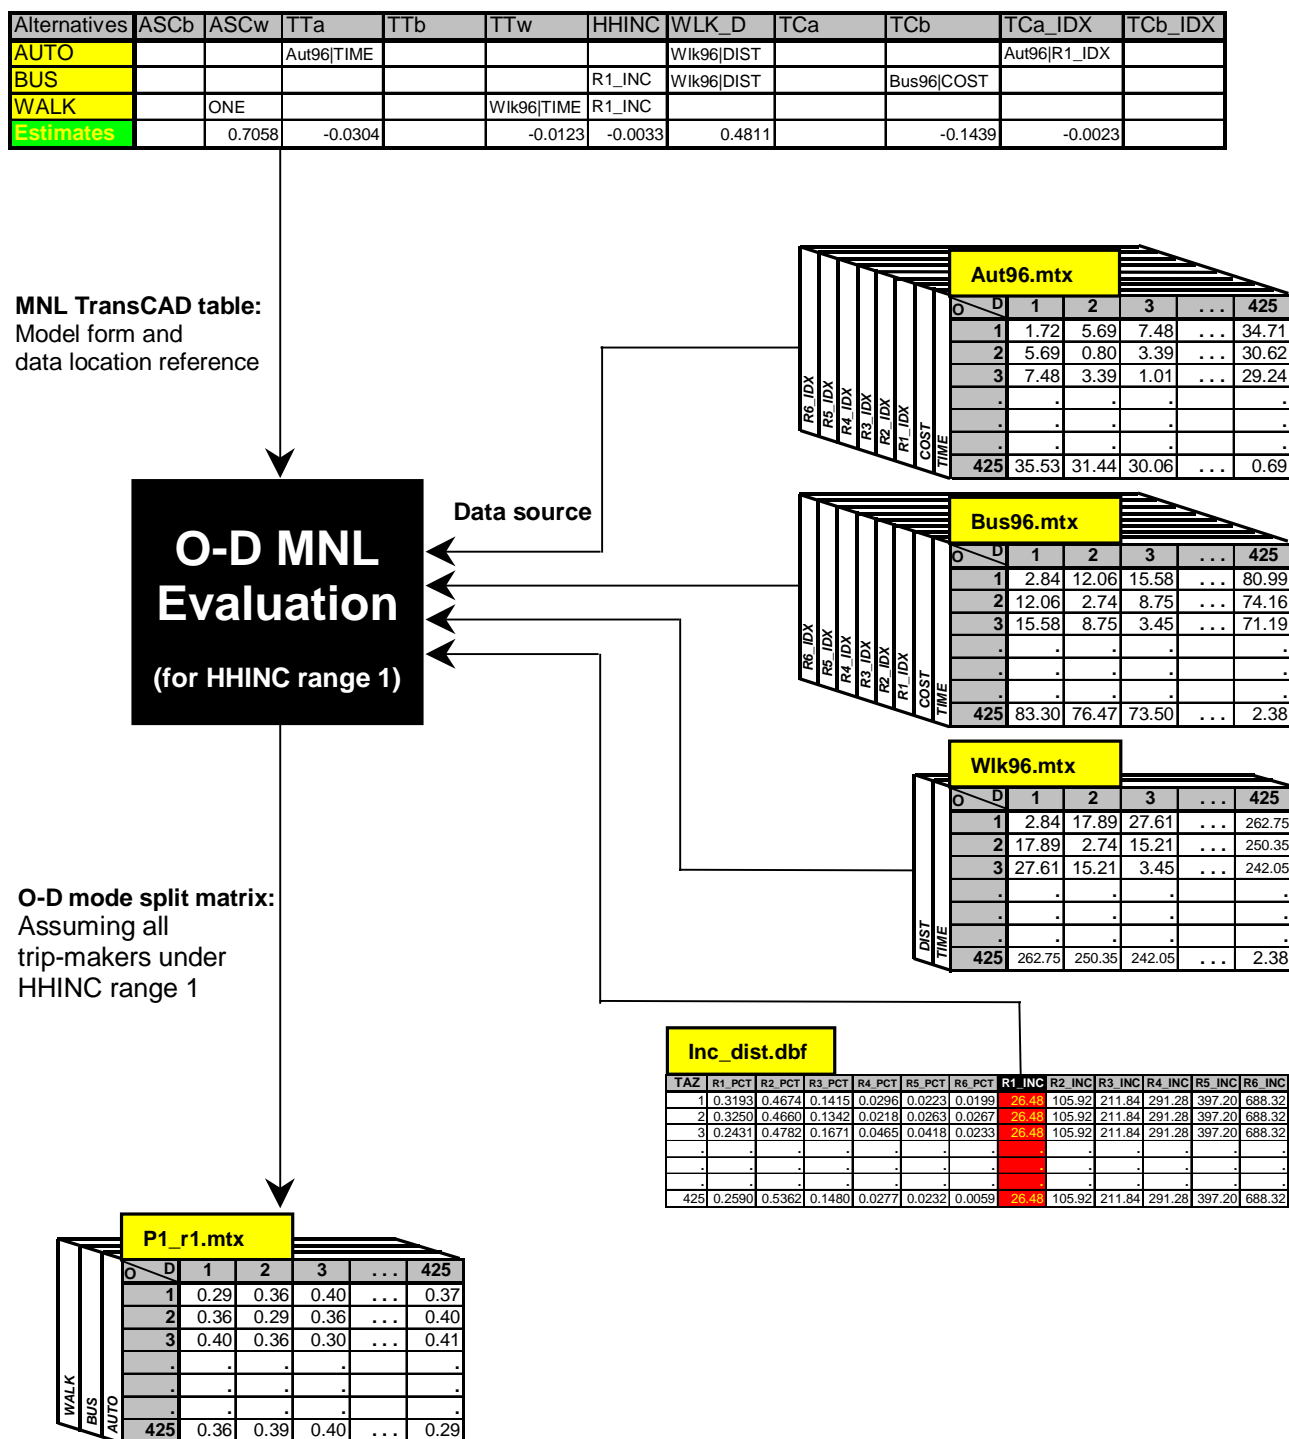 Alternatives ASCb ASCw TTa TTb TTw HHINC WLK_D TCa TCb TCa_IDX TCb_IDX
AUTO Aut96|TIME Wlk96|DIST Aut96|R1_IDX
BUS R1_INC Wlk96|DIST Bus96|COST
WALK ONE Wlk96|TIME R1_INC
Estimates 0.7058 -0.0304 -0.0123 -0.0033 0.4811 -0.1439 -0.0023
MNL TransCAD table:
Model form and
data location reference
Aut96.mtx
O D 1 2 3 . . . 425
1 1.72 5.69 7.48 . . . 34.71
2 5.69 0.80 3.39 . . . 30.62
3 7.48 3.39 1.01 . . . 29.24
. . . . .
. . . . .
. . . . .
425 35.53 31.44 30.06 . . . 0.69
R6_IDX
R5_IDX
R4_IDX
R3_IDX
R2_IDX
R1_IDX
COST
TIME
Data source
O-D MNL
Evaluation
(for HHINC range 1)
Bus96.mtx
O D 1 2 3 . . . 425
1 2.84 12.06 15.58 . . . 80.99
2 12.06 2.74 8.75 . . . 74.16
3 15.58 8.75 3.45 . . . 71.19
. . . . .
. . . . .
. . . . .
425 83.30 76.47 73.50 . . . 2.38
R6_IDX
R5_IDX
R4_IDX
R3_IDX
R2_IDX
R1_IDX
COST
TIME
Wlk96.mtx
O D 1 2 3 . . . 425
1 2.84 17.89 27.61 . . . 262.75
2 17.89 2.74 15.21 . . . 250.35
3 27.61 15.21 3.45 . . . 242.05
. . . . .
. . . . .
. . . . .
425 262.75 250.35 242.05 . . . 2.38
DIST
TIME
O-D mode split matrix:
Assuming all
trip-makers under
HHINC range 1
Inc_dist.dbf
TAZ R1_PCT R2_PCT R3_PCT R4_PCT R5_PCT R6_PCT R1_INC R2_INC R3_INC R4_INC R5_INC R6_INC
1 0.3193 0.4674 0.1415 0.0296 0.0223 0.0199 26.48 105.92 211.84 291.28 397.20 688.32
2 0.3250 0.4660 0.1342 0.0218 0.0263 0.0267 26.48 105.92 211.84 291.28 397.20 688.32
3 0.2431 0.4782 0.1671 0.0465 0.0418 0.0233 26.48 105.92 211.84 291.28 397.20 688.32
. . . . . . . . . . . . .
. . . . . . . . . . . . .
. . . . . . . . . . . . .
425 0.2590 0.5362 0.1480 0.0277 0.0232 0.0059 26.48 105.92 211.84 291.28 397.20 688.32
P1_r1.mtx
O D 1 2 3 . . . 425
1 0.29 0.36 0.40 . . . 0.37
2 0.36 0.29 0.36 . . . 0.40
3 0.40 0.36 0.30 . . . 0.41
. . . . .
. . . . .
. . . . .
425 0.36 0.39 0.40 . . . 0.29
WALK
BUS
AUTO